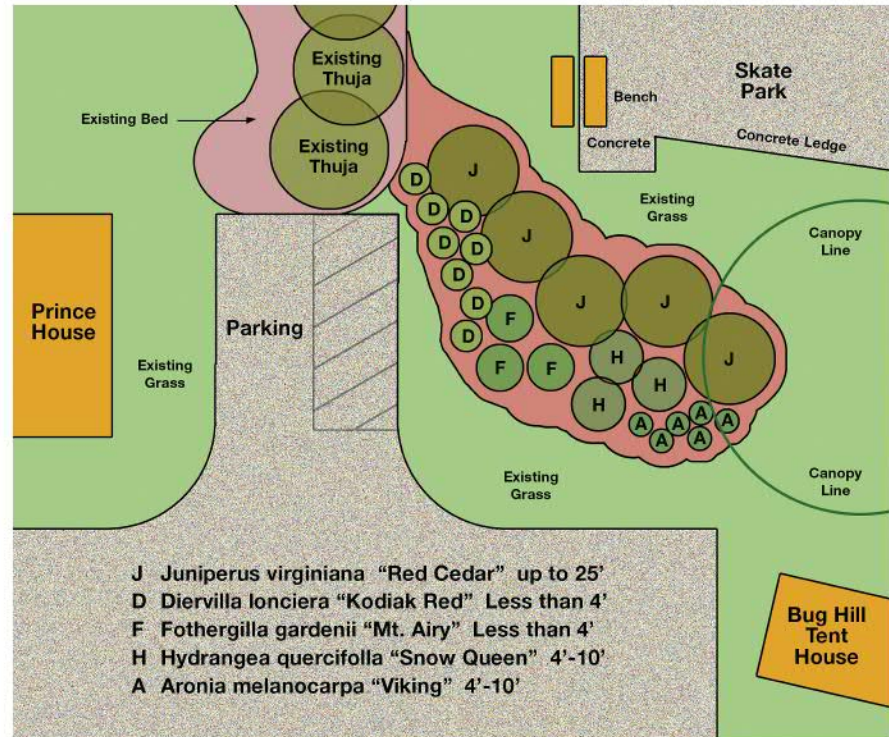 Existing
Thuja
Existing Bed
Existing
Thuja
Bench
Skate
Park
Concrete
Concrete Ledge
Existing
Grass
Canopy
Line
Prince
House
Parking
Existing
Grass
J
J
J
J
J
D
D
D
D
D
D
D
D
F
F
F
H
H
H
A
A
A
A
A
A
Existing
Grass
Canopy
Line
J Juniperus virginiana “Red Cedar” up to 25’
D Diervilla lonciera “Kodiak Red” Less than 4’
F Fothergilla gardenii “Mt. Airy” Less than 4’
H Hydrangea quercifolla “Snow Queen” 4’-10’
A Aronia melanocarpa “Viking” 4’-10’
Bug Hill
Tent
House